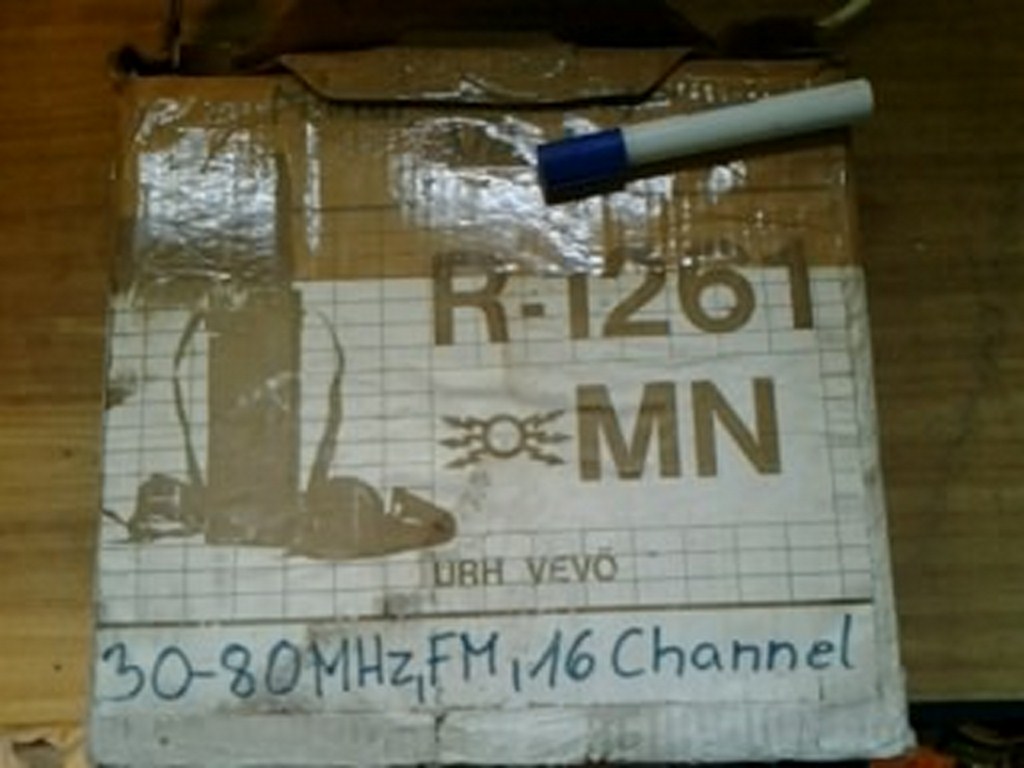 R-1261
MN
URH VEVŐ
30-80MHz,FM,16 Channel